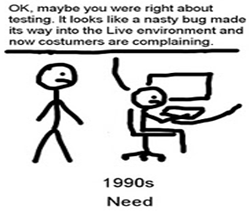 OK, maybe you were right about
testing. It looks like a nasty bug made
its way into the Live environment and
now costumers are complaining.
1990s
Need